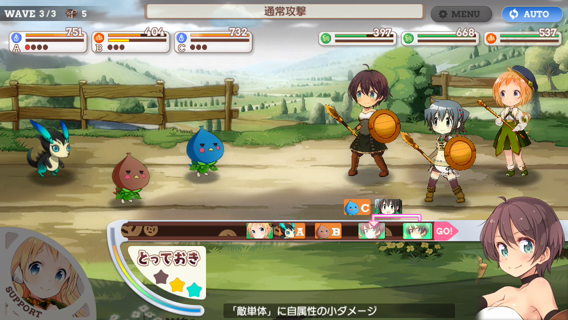 WAVE 3/3 5
通常攻撃
MENU
AUTO
751
404
732
397
668
537
A
B
C
C
A
B
GO!
とっておき
SUPPORT
「敵単体」に自属性の小ダメージ